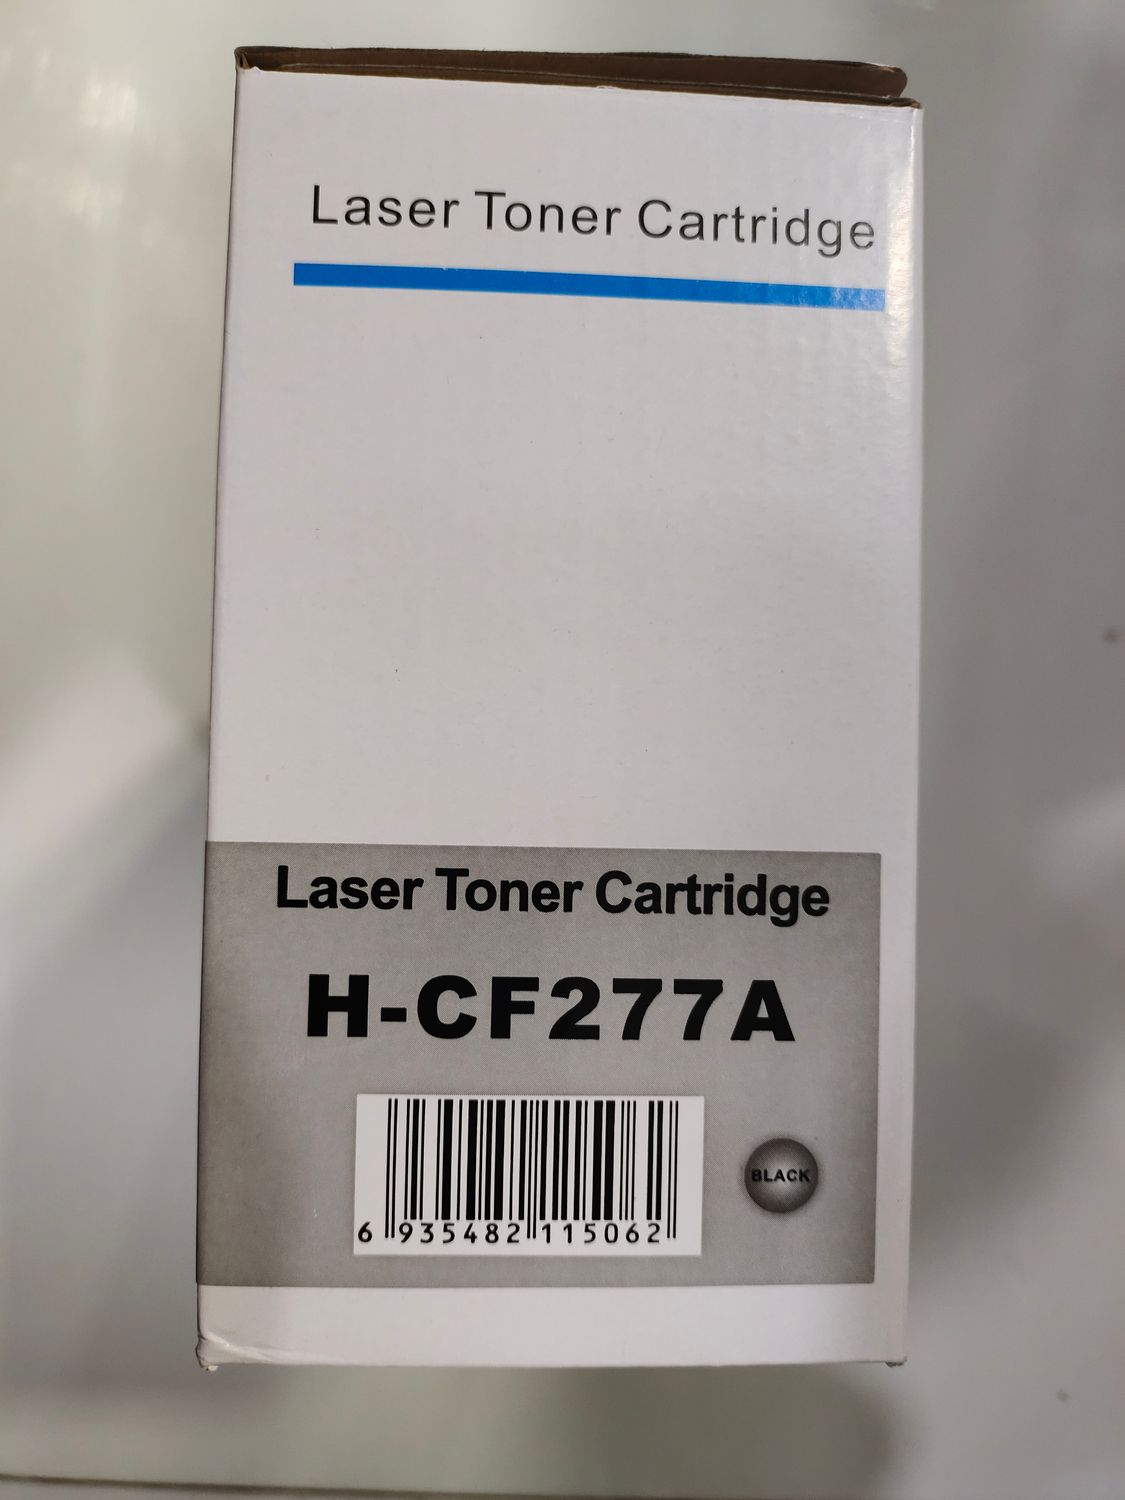 Laser Toner Cartridge
Laser Toner Cartridge
H-CF277A
BLACK
6 935482 115062